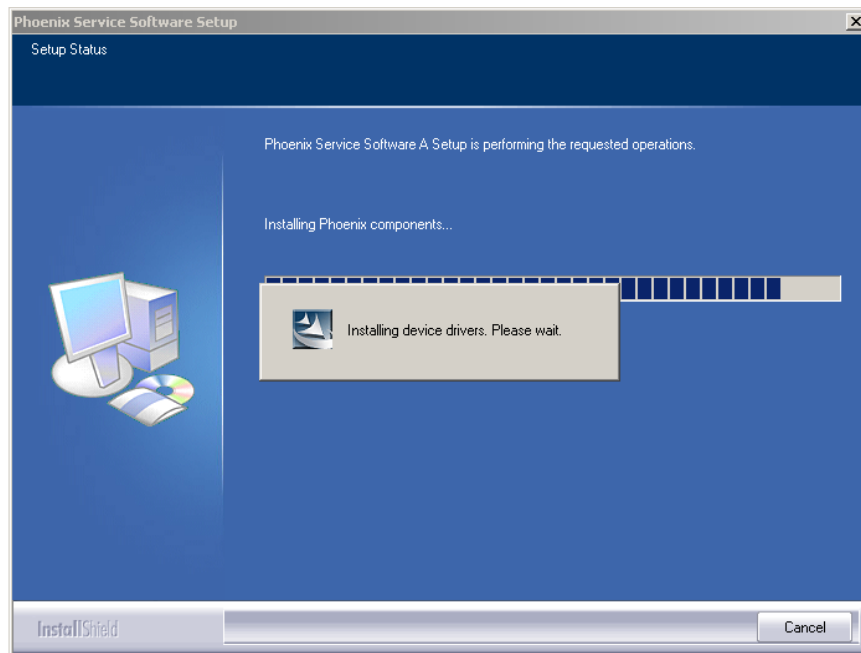 Phoenix Service Software Setup
Setup Status
Phoenix Service Software A Setup is performing the requested operations.
Installing Phoenix components...
Installing device drivers. Please wait.
InstallShield
Cancel